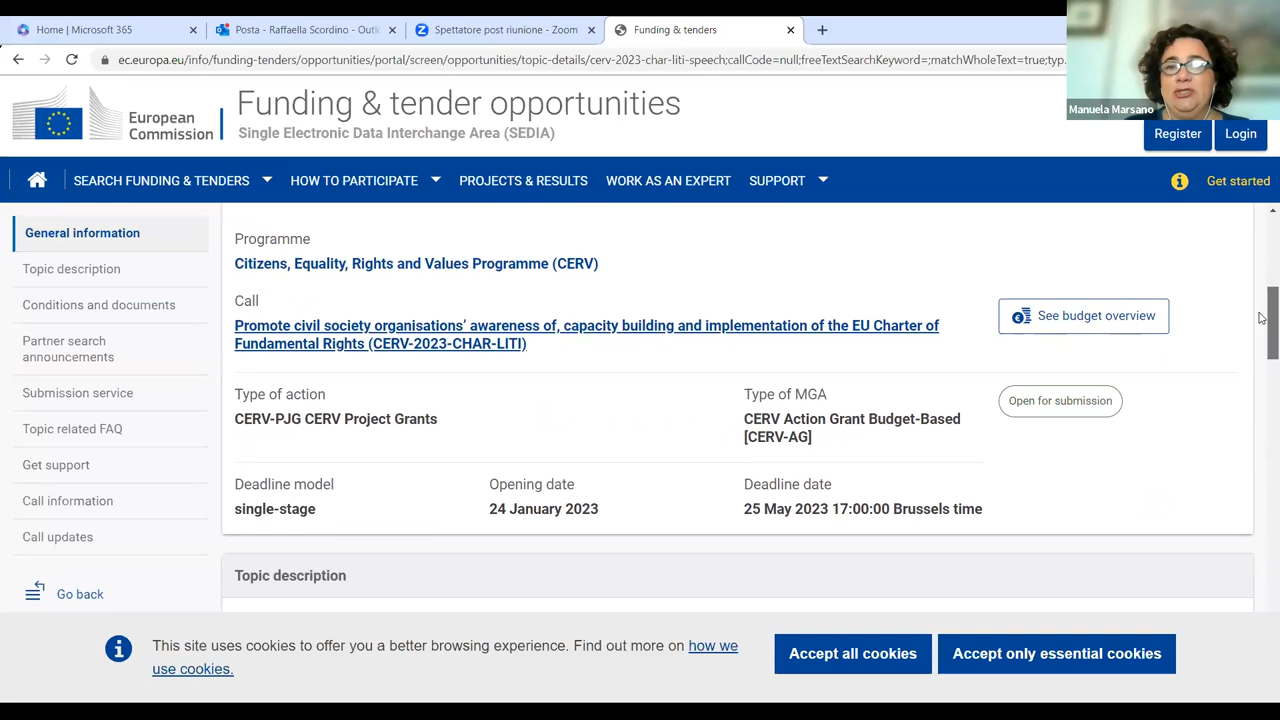 Home | Microsoft 365
Posta - Raffaella Scordino - Outl
Spettatore post riunione - Zoom
Funding & tenders
ec.europa.eu/info/funding-tenders/opportunities/portal/screen/opportunities/topic-details/cerv-2023-char-liti-speech;callCode=null;freeTextSearchKeyword=;matchWholeText=true;typ.
Manuela Marsano
European
Commission
Funding & tender opportunities
Single Electronic Data Interchange Area (SEDIA)
Register
Login
SEARCH FUNDING & TENDERS
HOW TO PARTICIPATE
PROJECTS & RESULTS
WORK AS AN EXPERT
SUPPORT
Get started
General information
Topic description
Conditions and documents
Partner search
announcements
Submission service
Topic related FAQ
Get support
Call information
Call updates
Go back
Programme
Citizens, Equality, Rights and Values Programme (CERV)
Call
Promote civil society organisations’ awareness of, capacity building and implementation of the EU Charter of
Fundamental Rights (CERV-2023-CHAR-LITI)
See budget overview
Type of action
CERV-PJG CERV Project Grants
Type of MGA
CERV Action Grant Budget-Based
[CERV-AG]
Open for submission
Deadline model
single-stage
Opening date
24 January 2023
Deadline date
25 May 2023 17:00:00 Brussels time
Topic description
This site uses cookies to offer you a better browsing experience. Find out more on how we
use cookies.
Accept all cookies
Accept only essential cookies